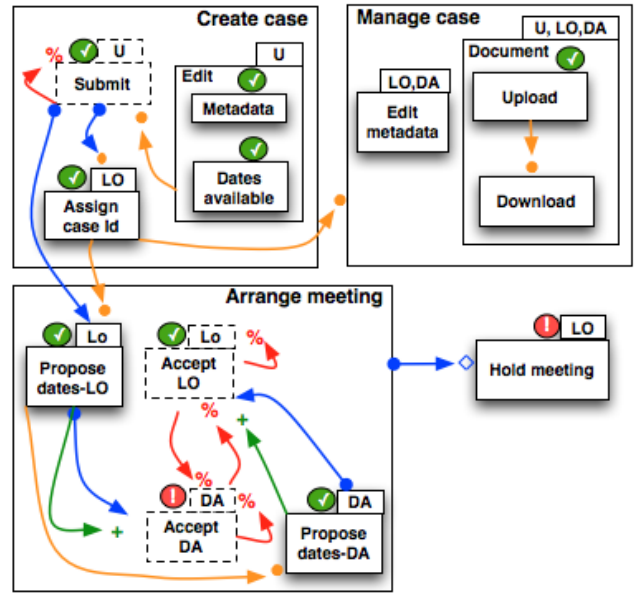 Create case
% U
Submit
U
Edit
Metadata
Dates
available
LO
Assign
case Id
Manage case
U, LO,DA
Document
Upload
Download
LO,DA
Edit
metadata
Arrange meeting
Lo
Propose
dates-LO
Lo %
Accept
LO
%
+
%
! DA %
Accept
DA
+
DA
Propose
dates-DA
! LO
Hold meeting